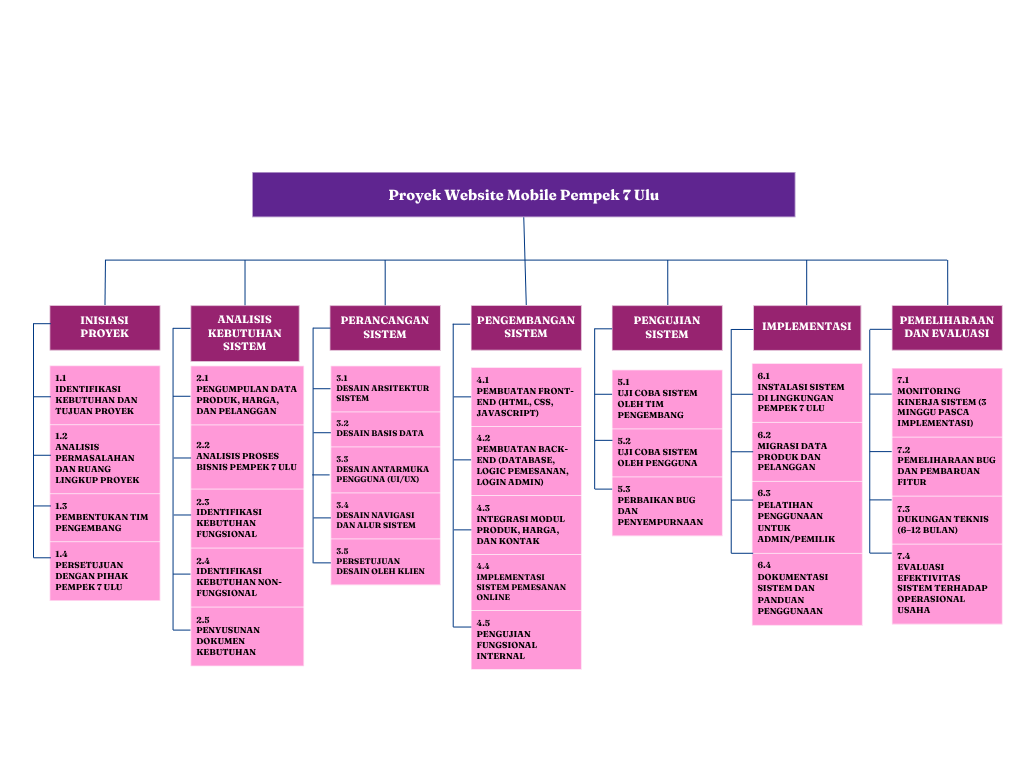 Proyek Website Mobile Pempek 7 Ulu
INISIASI
PROYEK
1.1
IDENTIFIKASI
KEBUTUHAN DAN
TUJUAN PROYEK
1.2
ANALISIS
PERMASALAHAN
DAN RUANG
LINGKUP PROYEK
1.3
PEMBENTUKAN TIM
PENGEMBANG
1.4
PERSETUJUAN
DENGAN PIHAK
PEMPEK 7 ULU
ANALISIS
KEBUTUHAN
SISTEM
2.1
PENGUMPULAN DATA
PRODUK, HARGA,
DAN PELANGGAN
2.2
ANALISIS PROSES
BISNIS PEMPEK 7 ULU
2.3
IDENTIFIKASI
KEBUTUHAN
FUNGSIONAL
2.4
IDENTIFIKASI
KEBUTUHAN NON-
FUNGSIONAL
2.5
PENYUSUNAN
DOKUMEN
KEBUTUHAN
PERANCANGAN
SISTEM
3.1
DESAIN ARSITEKTUR
SISTEM
3.2
DESAIN BASIS DATA
3.3
DESAIN ANTARMUKA
PENGGUNA (UI/UX)
3.4
DESAIN NAVIGASI
DAN ALUR SISTEM
3.5
PERSETUJUAN
DESAIN OLEH KLIEN
PENGEMBANGAN
SISTEM
4.1
PEMBUATAN FRONT-
END (HTML, CSS,
JAVASCRIPT)
4.2
PEMBUATAN BACK-
END (DATABASE,
LOGIC PEMESANAN,
LOGIN ADMIN)
4.3
INTEGRASI MODUL
PRODUK, HARGA,
DAN KONTAK
4.4
IMPLEMENTASI
SISTEM PEMESANAN
ONLINE
4.5
PENGUJIAN
FUNGSIONAL
INTERNAL
PENGUJIAN
SISTEM
5.1
UJI COBA SISTEM
OLEH TIM
PENGEMBANG
5.2
UJI COBA SISTEM
OLEH PENGGUNA
5.3
PERBAIKAN BUG
DAN
PENYEMPURNAAN
IMPLEMENTASI
6.1
INSTALASI SISTEM
DI LINGKUNGAN
PEMPEK 7 ULU
6.2
MIGRASI DATA
PRODUK DAN
PELANGGAN
6.3
PELATIHAN
PENGGUNAAN
UNTUK
ADMIN/PEMILIK
6.4
DOKUMENTASI
SISTEM DAN
PANDUAN
PENGGUNAAN
PEMELIHARAAN
DAN EVALUASI
7.1
MONITORING
KINERJA SISTEM (3
MINGGU PASCA
IMPLEMENTASI)
7.2
PEMELIHARAAN BUG
DAN PEMBARUAN
FITUR
7.3
DUKUNGAN TEKNIS
(6–12 BULAN)
7.4
EVALUASI
EFEKTIVITAS
SISTEM TERHADAP
OPERASIONAL
USAHA